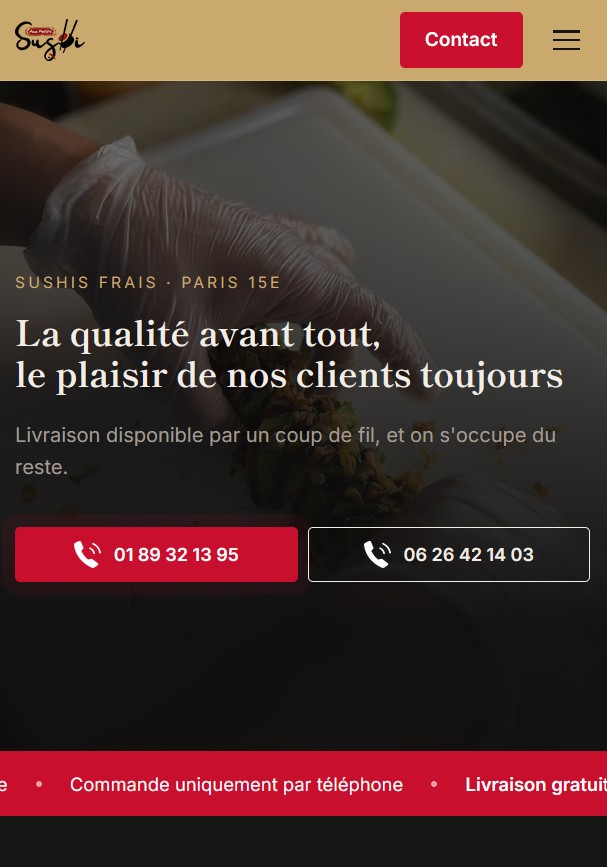 Aux Petits
Sushi
Contact
SUSHIS FRAIS · PARIS 15E
La qualité avant tout,
le plaisir de nos clients toujours
Livraison disponible par un coup de fil, et on s'occupe du
reste.
01 89 32 13 95
06 26 42 14 03
e • Commande uniquement par téléphone • Livraison gratuit